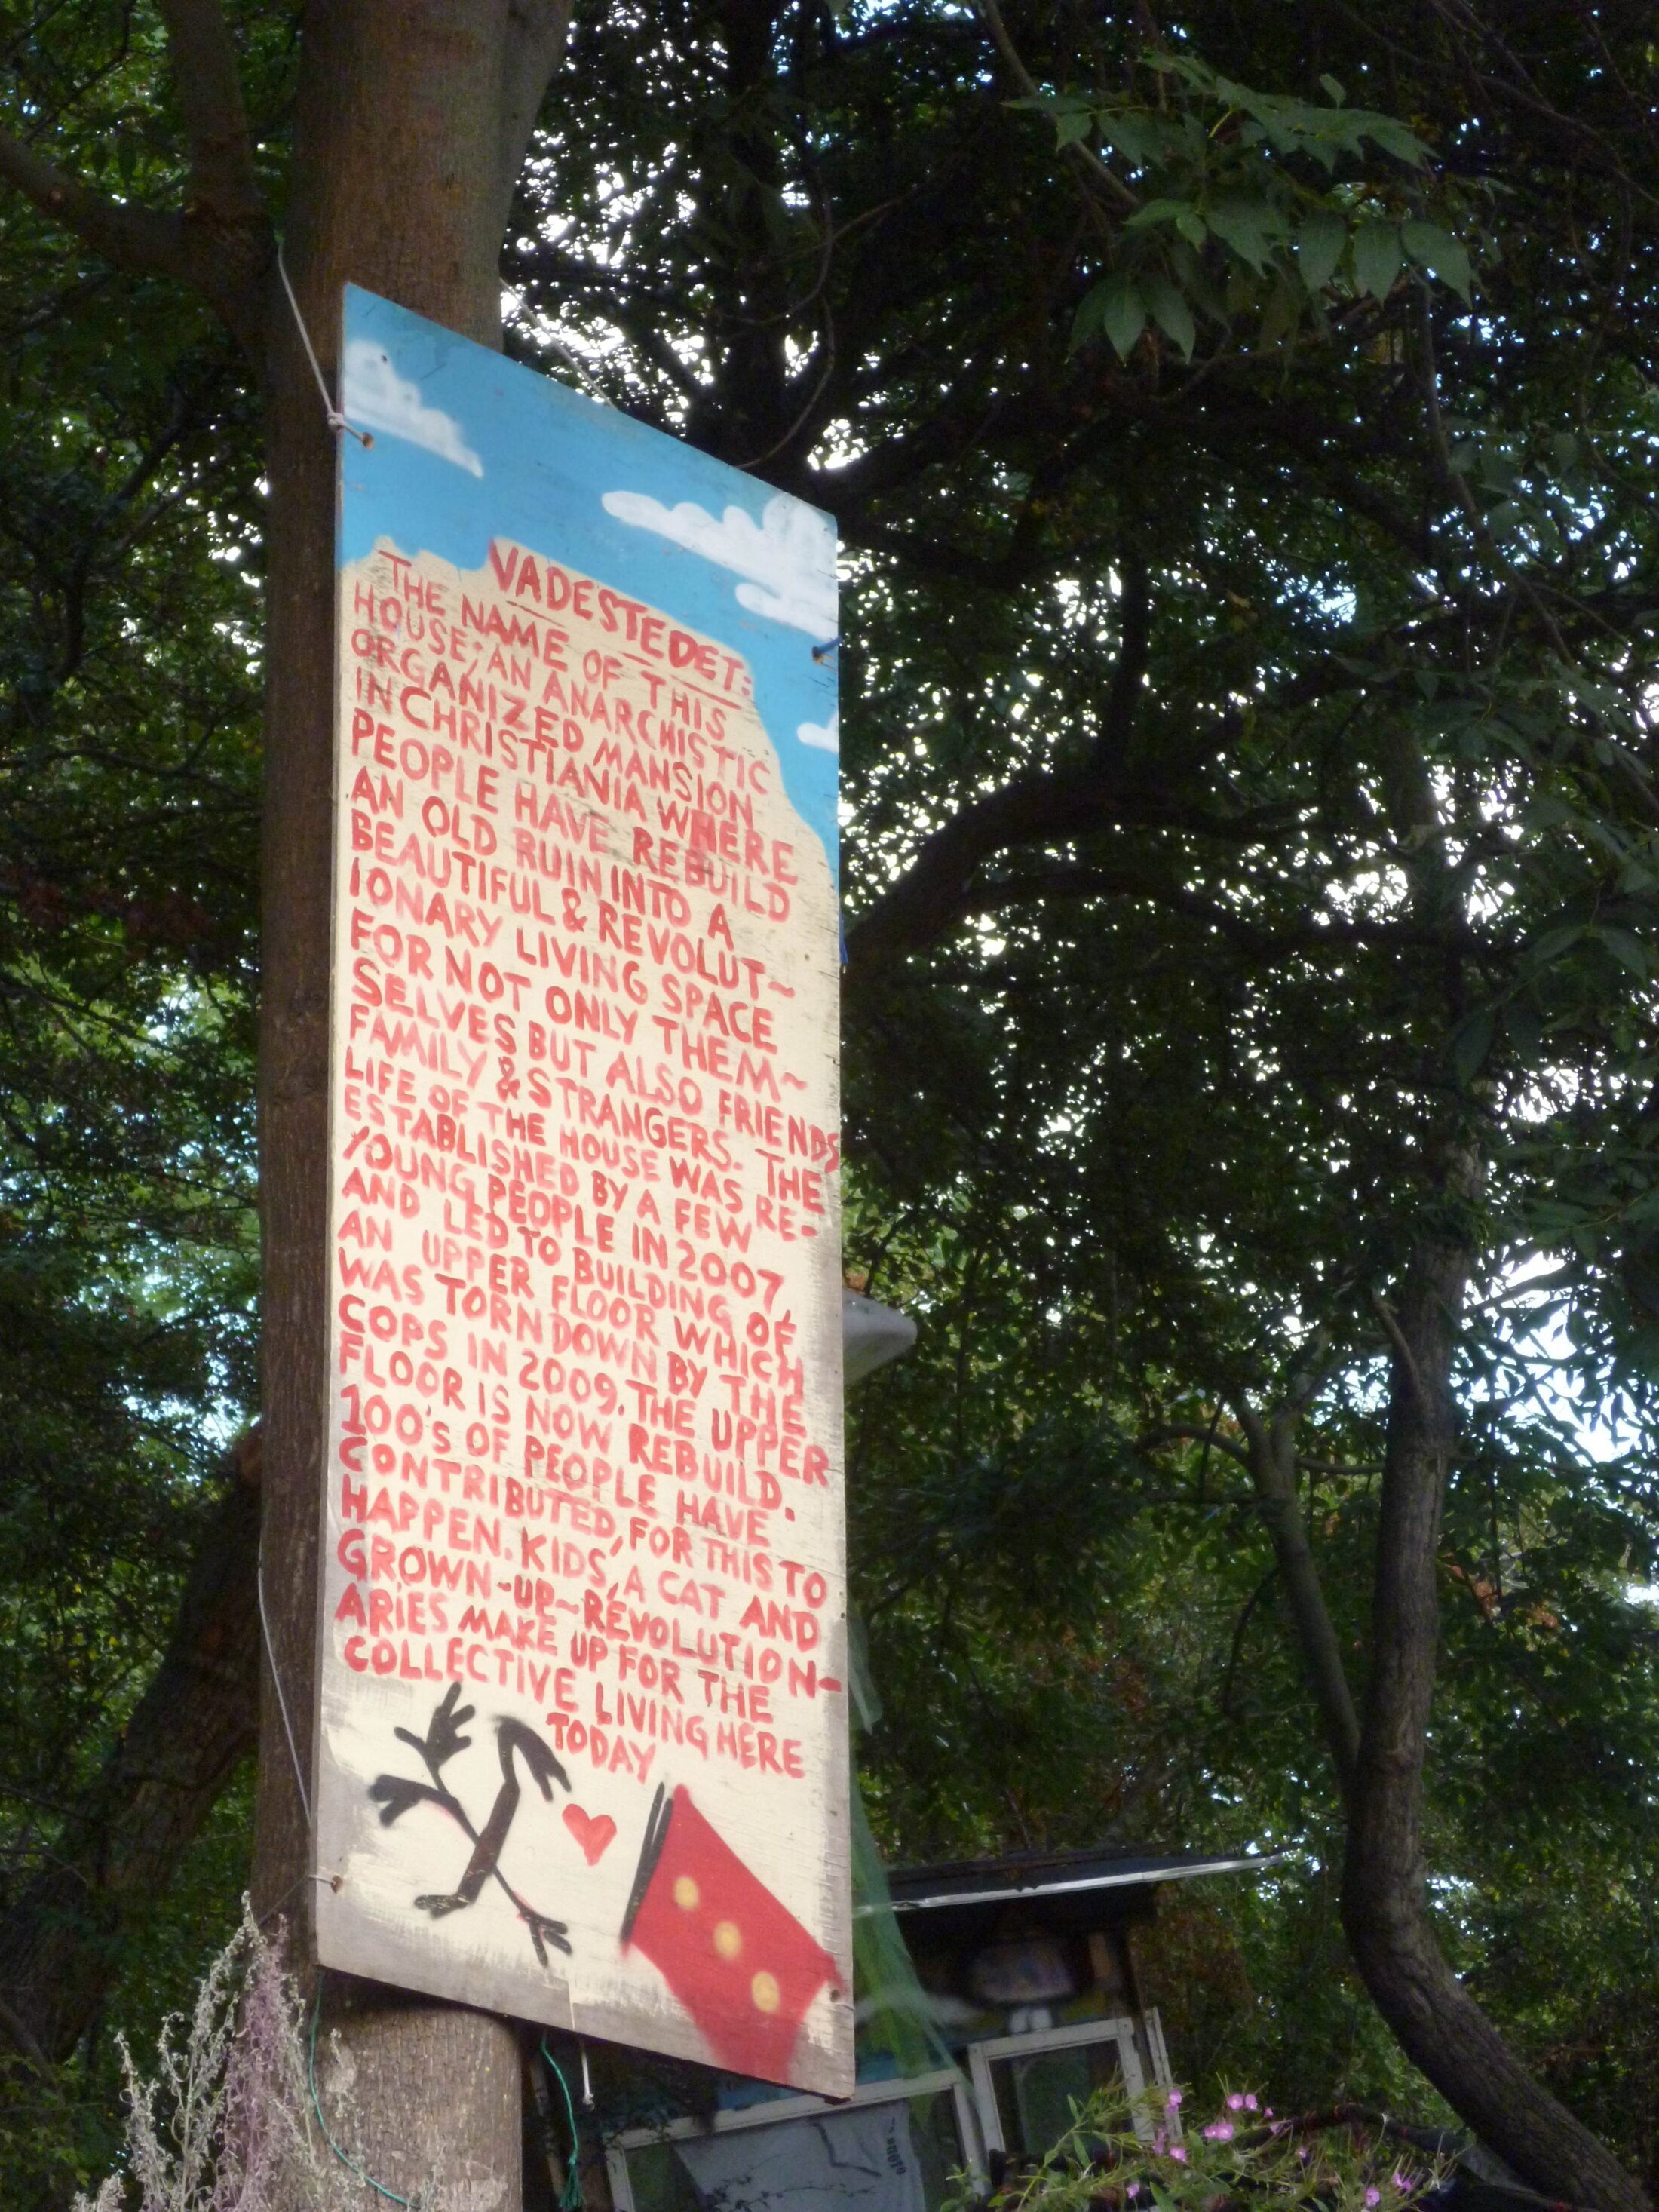 VADESTEDET:
THE NAME OF THIS
HOUSE; AN ANARCHISTIC
ORGANIZED MANSION
IN CHRISTIANIA WHERE
PEOPLE HAVE REBUILD
AN OLD RUIN INTO A
BEAUTIFUL & REVOLUT~
IONARY LIVING SPACE
FOR NOT ONLY THEM~
SELVES BUT ALSO FRIENDS
FAMILY & STRANGERS. THE
LIFE OF THE HOUSE WAS RE-
ESTABLISHED BY A FEW
YOUNG PEOPLE IN 2007,
AND LED TO BUILDING OF
AN UPPER FLOOR WHICH
WAS TORN DOWN BY THE
COPS IN 2009. THE UPPER
FLOOR IS NOW REBUILD.
100'S OF PEOPLE HAVE
CONTRIBUTED, FOR THIS TO
HAPPEN. KIDS, A CAT AND
GROWN-UP~REVOLUTION-
ARIES MAKE UP FOR THE
COLLECTIVE LIVING HERE
TODAY